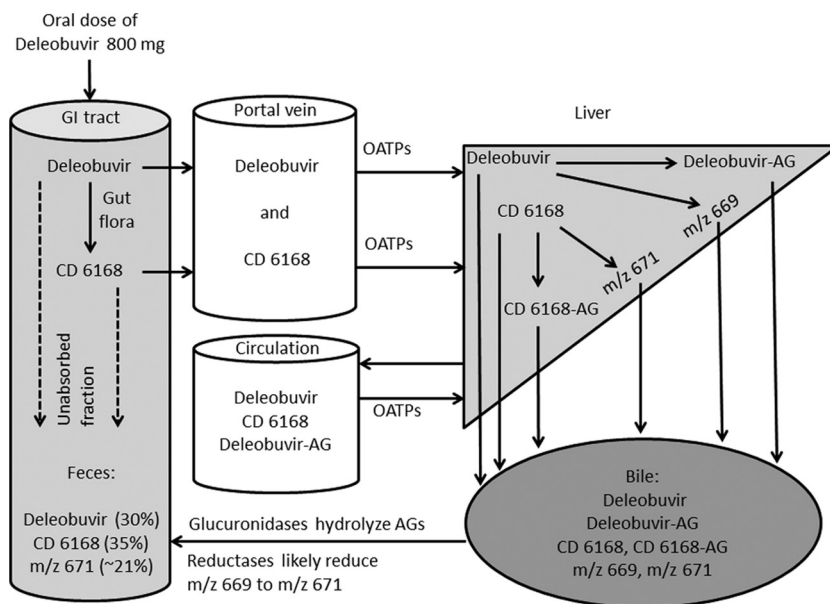 Oral dose of
Deleobuvir 800 mg
GI tract
Deleobuvir
Gut
flora
CD 6168
Unabsorbed
fraction
Feces:
Deleobuvir (30%)
CD 6168 (35%)
m/z 671 (~21%)
Portal vein
Deleobuvir
and
CD 6168
OATPs
OATPs
Circulation
Deleobuvir
CD 6168
Deleobuvir-AG
OATPs
Liver
Deleobuvir
Deleobuvir-AG
m/z 669
CD 6168
m/z 671
CD 6168-AG
Bile:
Deleobuvir
Deleobuvir-AG
CD 6168, CD 6168-AG
m/z 669, m/z 671
Glucuronidases hydrolyze AGs
Reductases likely reduce
m/z 669 to m/z 671